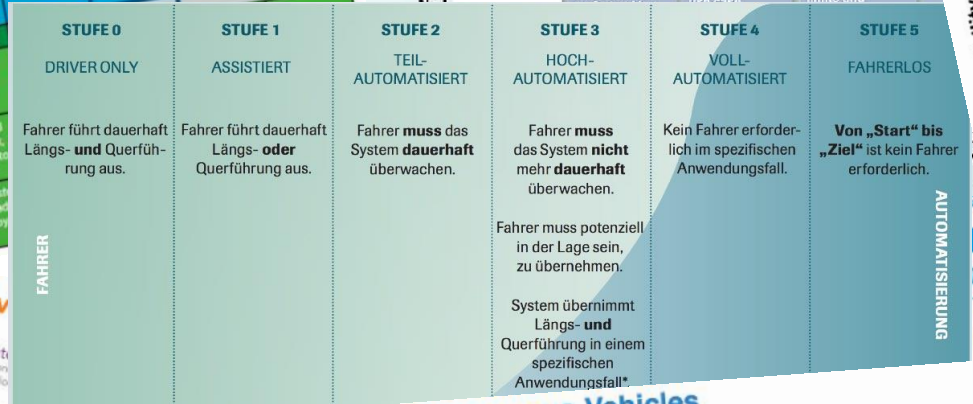 STUFE 0
DRIVER ONLY
Fahrer führt dauerhaft
Längs- und Querfüh-
rung aus.
STUFE 1
ASSISTIERT
Fahrer führt dauerhaft
Längs- oder
Querführung aus.
STUFE 2
TEIL-
AUTOMATISIERT
Fahrer muss das
System dauerhaft
überwachen.
STUFE 3
HOCH-
AUTOMATISIERT
Fahrer muss
das System nicht
mehr dauerhaft
überwachen.
Fahrer muss potenziell
in der Lage sein,
zu übernehmen.
System übernimmt
Längs- und
Querführung in einem
spezifischen
Anwendungsfall*.
STUFE 4
VOLL-
AUTOMATISIERT
Kein Fahrer erforder-
lich im spezifischen
Anwendungsfall.
STUFE 5
FAHRERLOS
Von „Start“ bis
„Ziel“ ist kein Fahrer
erforderlich.
FAHRER
AUTOMATISIERUNG
Vehicles